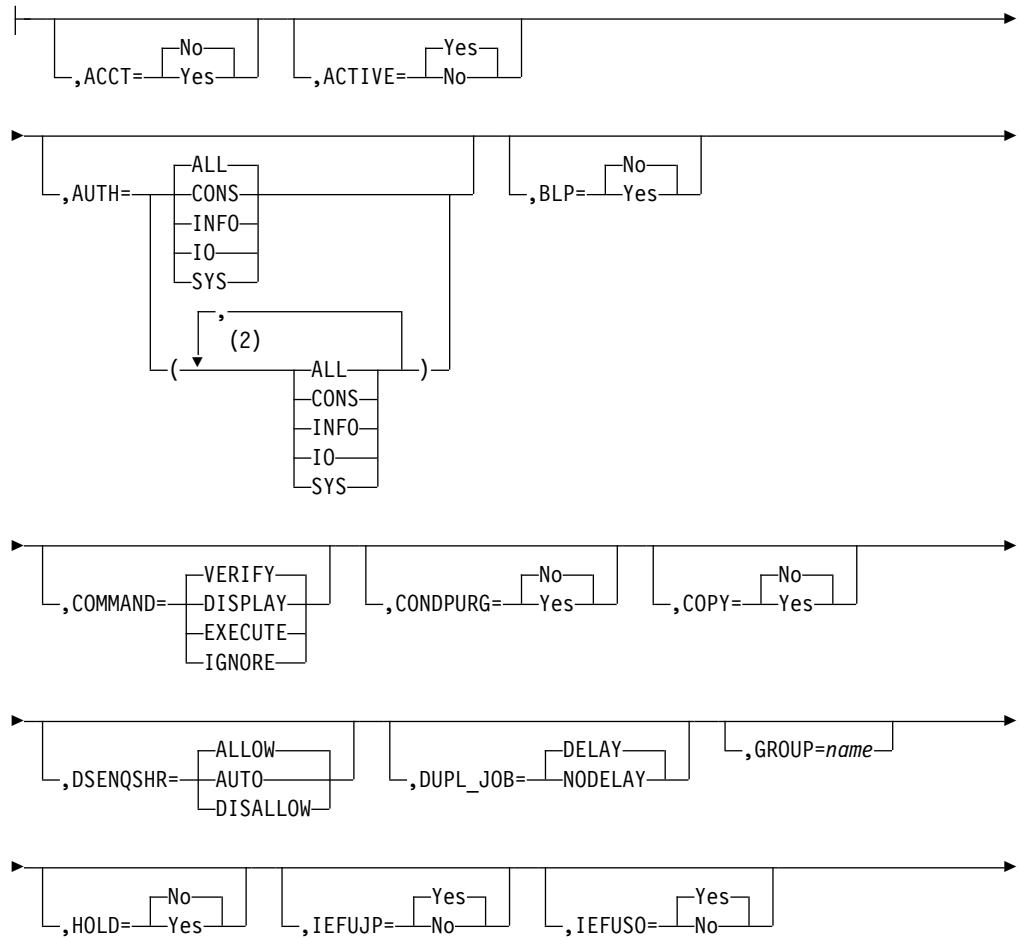 No Yes
,ACCT= Yes ,ACTIVE= No
ALL No
,AUTH= CONS ,BLP= Yes
INFO
IO
SYS
,
(2)
( ALL )
CONS
INFO
IO
SYS
VERIFY No No
,COMMAND= DISPLAY ,CONDPURG= Yes ,COPY= Yes
EXECUTE
IGNORE
ALLOW DELAY ,GROUP=name
,DSENQSHR= AUTO ,DUPL_JOB= NODELAY
DISALLOW
No Yes Yes
,HOLD= Yes ,IEFUJP= No ,IEFUSO= No